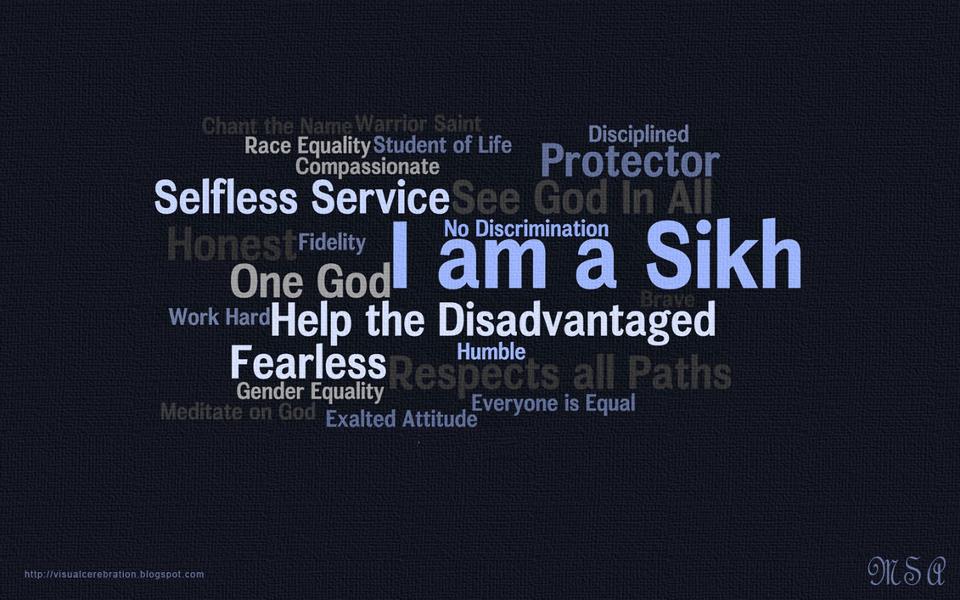 Chant the Name
Warrior Saint
Disciplined
Race Equality
Student of Life
Protector
Compassionate
Selfless Service
See God In All
No Discrimination
Honest
Fidelity
I am a Sikh
One God
Brave
Work Hard
Help the Disadvantaged
Humble
Fearless
Respects all Paths
Gender Equality
Everyone is Equal
Meditate on God
Exalted Attitude
http://visualcerebration.blogspot.com
MSA